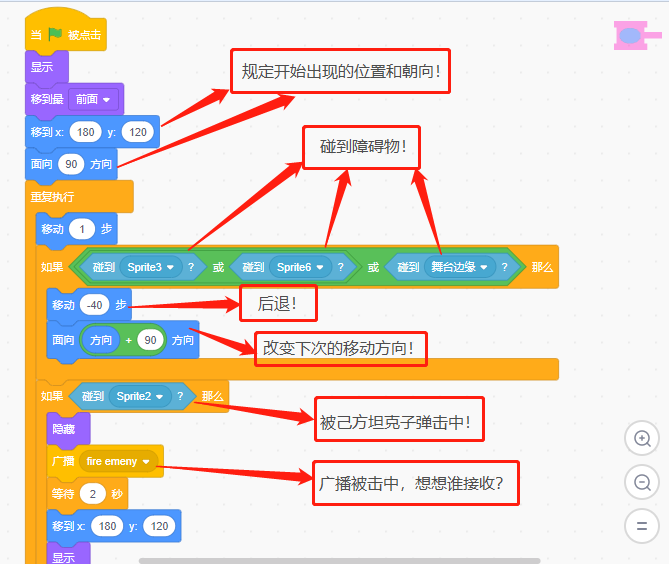 当 被点击
显示
移到最 前面
规定开始出现的位置和朝向！
移到 x: 180 y: 120
碰到障碍物！
面向 90 方向
重复执行
移动 1 步
如果 碰到 Sprite3 ? 或 碰到 Sprite6 ? 或 碰到 舞台边缘 ? 那么
移动 -40 步
后退！
面向 方向 + 90 方向
改变下次的移动方向！
如果 碰到 Sprite2 ? 那么
被己方坦克子弹击中！
隐藏
广播 fire emeny
广播被击中，想想谁接收？
等待 2 秒
移到 x: 180 y: 120
显示